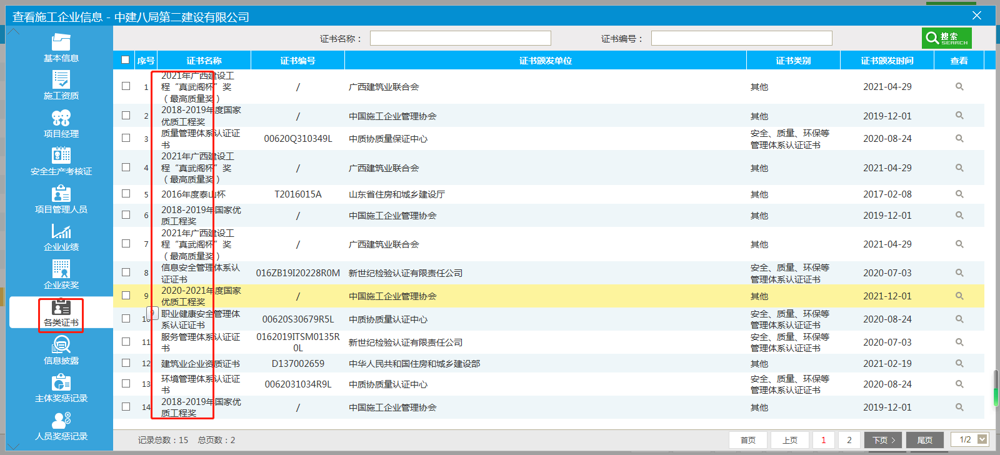 查看施工企业信息 - 中建八局第二建设有限公司
基本信息
施工资质
项目经理
安全生产考核证
项目管理人员
企业业绩
企业获奖
各类证书
信息披露
主体奖惩记录
人员奖惩记录
证书名称： 证书编号： 搜索
SEARCH
序号 证书名称 证书编号 证书颁发单位 证书类别 证书颁发时间 查看
2021年广西建设工
1 程“真武阁杯”奖 / 广西建筑业联合会 其他 2021-04-29
（最高质量奖）
2018-2019年度国家
2 / 中国施工企业管理协会 其他 2019-12-01
优质工程奖
质量管理体系认证证 安全、质量、环保等
3 00620Q310349L 中质协质量保证中心 2020-08-24
书 管理体系认证证书
2021年广西建设工
4 程“真武阁杯”奖 / 广西建筑业联合会 其他 2021-04-29
（最高质量奖）
5 2016年度泰山杯 T2016015A 山东省住房和城乡建设厅 其他 2017-02-08
2018-2019年国家优
6 / 中国施工企业管理协会 其他 2019-12-01
质工程奖
2021年广西建设工
7 程“真武阁杯”奖 / 广西建筑业联合会 其他 2021-04-29
（最高质量奖）
信息安全管理体系认 安全、质量、环保等
8 016ZB19I20228R0M 新世纪检验认证有限责任公司 2020-07-03
证证书 管理体系认证证书
2020-2021年度国家
9 / 中国施工企业管理协会 其他 2021-12-01
优质工程奖
9
职业健康安全管理体 安全、质量、环保等
10 00620S30679R5L 中质协质量认证中心 2020-08-24
系认证证书 管理体系认证证书
服务管理体系认证证 0162019ITSM0135R 安全、质量、环保等
11 新世纪检验认证有限责任公司 2020-07-03
书 0L 管理体系认证证书
12 建筑业企业资质证书 D137002659 中华人民共和国住房和城乡建设部 其他 2021-02-19
环境管理体系认证证 安全、质量、环保等
13 0062031034R9L 中质协质量认证中心 2020-08-24
书 管理体系认证证书
2018-2019年国家优
14 / 中国施工企业管理协会 其他 2019-12-01
质工程奖
记录总数：15 总页数：2 首页 上页 1 2 下页 尾页 1/2